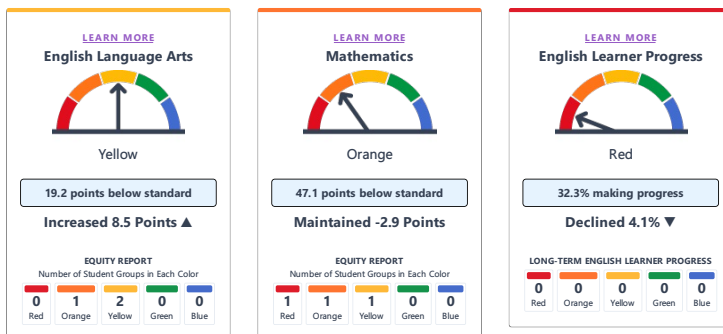 LEARN MORE
English Language Arts
Yellow
19.2 points below standard
Increased 8.5 Points ▲
EQUITY REPORT
Number of Student Groups in Each Color
0 1 2 0 0
Red Orange Yellow Green Blue
LEARN MORE
Mathematics
Orange
47.1 points below standard
Maintained -2.9 Points
EQUITY REPORT
Number of Student Groups in Each Color
1 1 1 0 0
Red Orange Yellow Green Blue
LEARN MORE
English Learner Progress
Red
32.3% making progress
Declined 4.1% ▼
LONG-TERM ENGLISH LEARNER PROGRESS
0 0 0 0 0
Red Orange Yellow Green Blue